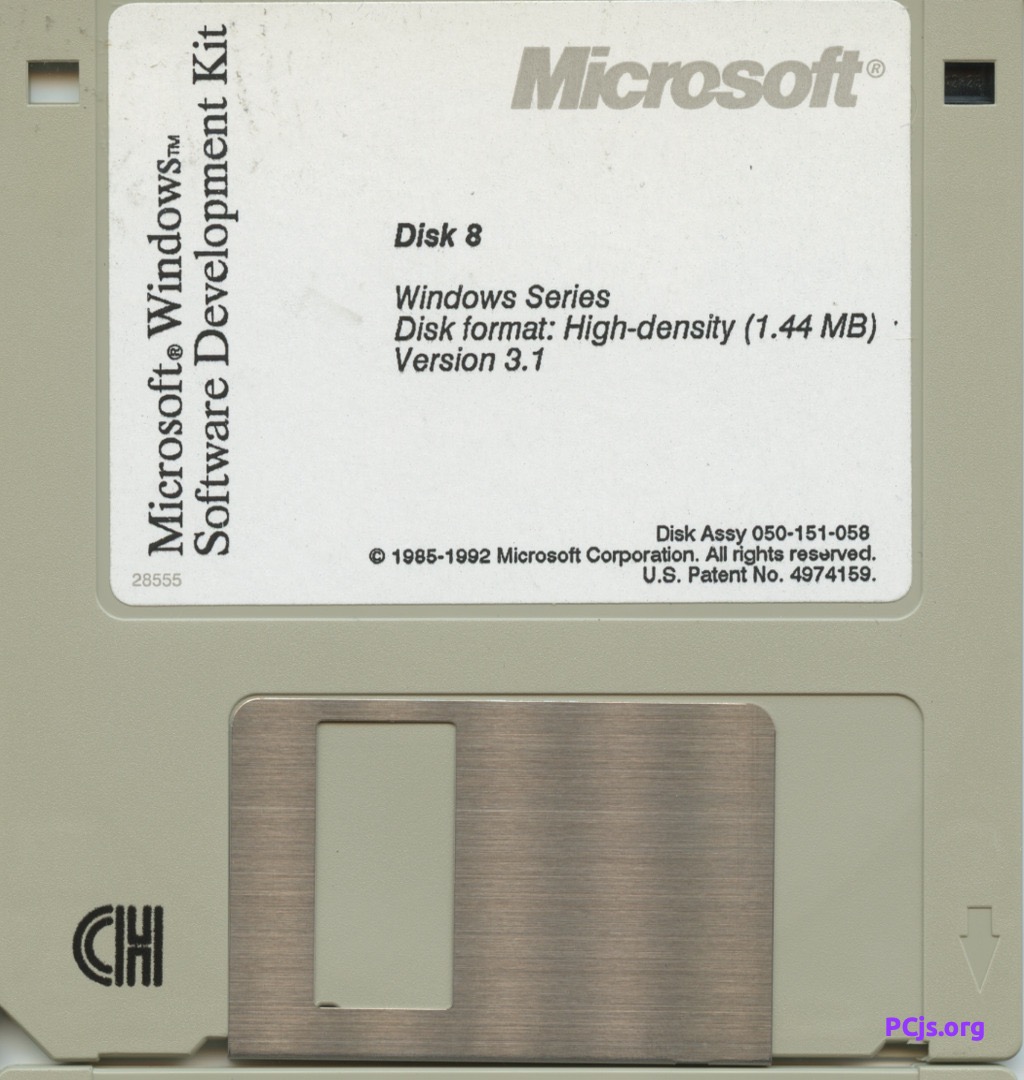 Microsoft® Windows™
Software Development Kit
Microsoft®
Disk 8
Windows Series
Disk format: High-density (1.44 MB)
Version 3.1
Disk Assy 050-151-058
© 1985-1992 Microsoft Corporation. All rights reserved.
U.S. Patent No. 4974159.
28555
CH
PCjs.org